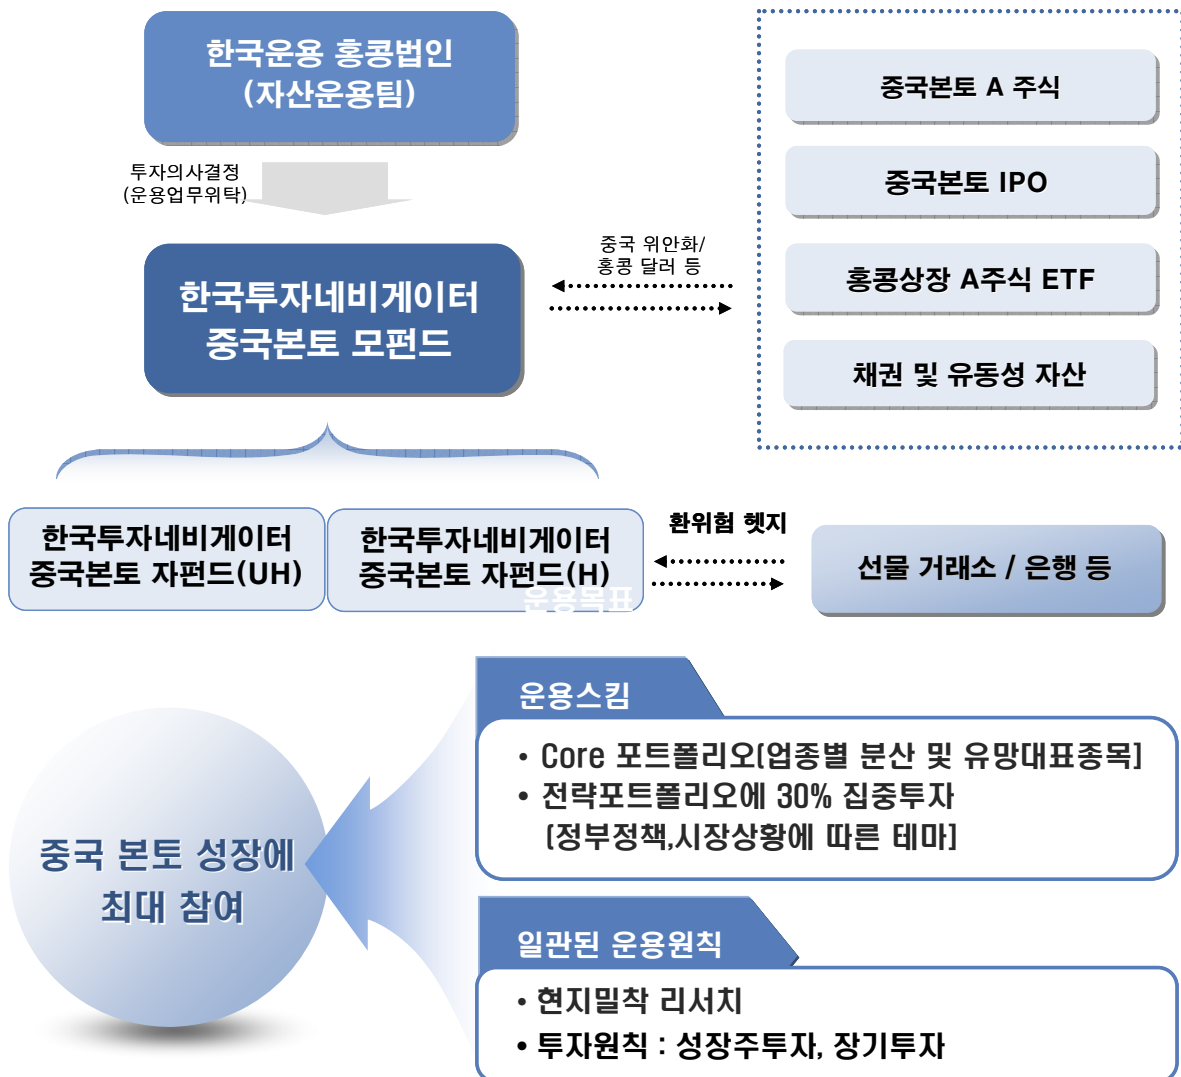 한국운용 홍콩법인
(자산운용팀)
투자의사결정
(운용업무위탁)
한국투자네비게이터
중국본토 모펀드
중국 위안화/
홍콩 달러 등
중국본토 A 주식
중국본토 IPO
홍콩상장 A주식 ETF
채권 및 유동성 자산
한국투자네비게이터
중국본토 자펀드(UH)
한국투자네비게이터
중국본토 자펀드(H)
환위험 헷지
선물 거래소 / 은행 등
운용목표
중국 본토 성장에
최대 참여
운용스킴
• Core 포트폴리오[업종별 분산 및 유망대표종목]
• 전략포트폴리오에 30% 집중투자
[정부정책,시장상황에 따른 테마]
일관된 운용원칙
• 현지밀착 리서치
• 투자원칙 : 성장주투자, 장기투자